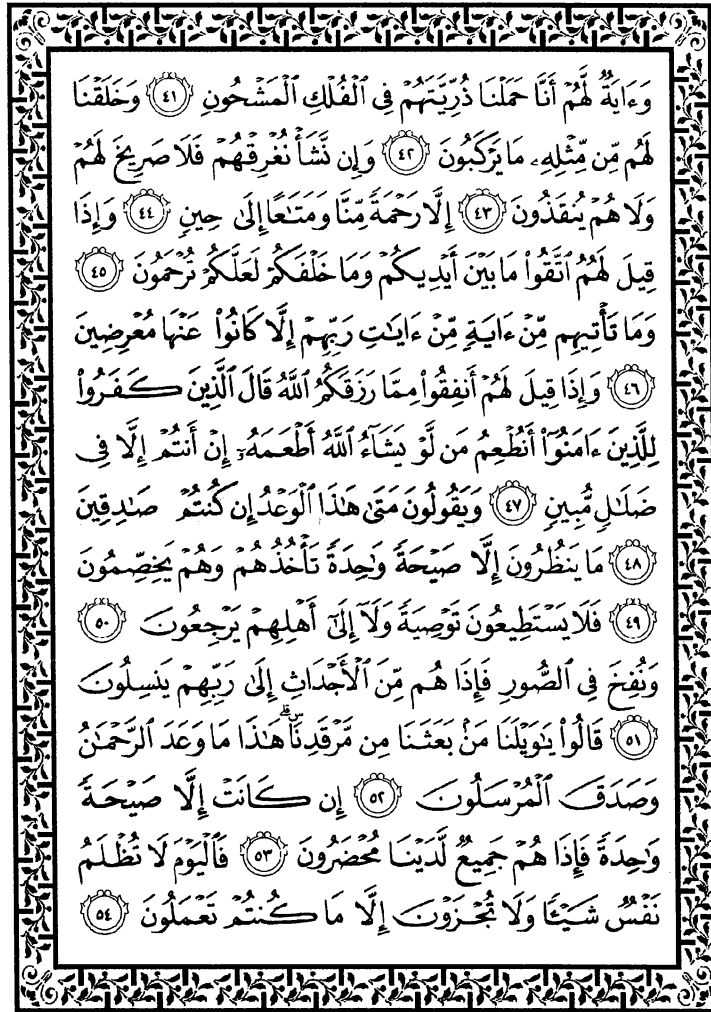 وَءَايَةٌ لَّهُمْ أَنَّا حَمَلْنَا ذُرِّيَّتَهُمْ فِى ٱلْفُلْكِ ٱلْمَشْحُونِ ﴿٤١﴾ وَخَلَقْنَا
لَهُم مِّن مِّثْلِهِۦ مَا يَرْكَبُونَ ﴿٤٢﴾ وَإِن نَّشَأْ نُغْرِقْهُمْ فَلَا صَرِيخَ لَهُمْ
وَلَا هُمْ يُنقَذُونَ ﴿٤٣﴾ إِلَّا رَحْمَةً مِّنَّا وَمَتَـٰعًا إِلَىٰ حِينٍ ﴿٤٤﴾ وَإِذَا
قِيلَ لَهُمُ ٱتَّقُوا۟ مَا بَيْنَ أَيْدِيكُمْ وَمَا خَلْفَكُمْ لَعَلَّكُمْ تُرْحَمُونَ ﴿٤٥﴾
وَمَا تَأْتِيهِم مِّنْ ءَايَةٍ مِّنْ ءَايَـٰتِ رَبِّهِمْ إِلَّا كَانُوا۟ عَنْهَا مُعْرِضِينَ
﴿٤٦﴾ وَإِذَا قِيلَ لَهُمْ أَنفِقُوا۟ مِمَّا رَزَقَكُمُ ٱللَّهُ قَالَ ٱلَّذِينَ كَفَرُوا۟
لِلَّذِينَ ءَامَنُوٓا۟ أَنُطْعِمُ مَن لَّوْ يَشَآءُ ٱللَّهُ أَطْعَمَهُۥٓ إِنْ أَنتُمْ إِلَّا فِى
ضَلَـٰلٍ مُّبِينٍ ﴿٤٧﴾ وَيَقُولُونَ مَتَىٰ هَـٰذَا ٱلْوَعْدُ إِن كُنتُمْ صَـٰدِقِينَ
﴿٤٨﴾ مَا يَنظُرُونَ إِلَّا صَيْحَةً وَٰحِدَةً تَأْخُذُهُمْ وَهُمْ يَخِصِّمُونَ
﴿٤٩﴾ فَلَا يَسْتَطِيعُونَ تَوْصِيَةً وَلَآ إِلَىٰٓ أَهْلِهِمْ يَرْجِعُونَ ﴿٥٠﴾
وَنُفِخَ فِى ٱلصُّورِ فَإِذَا هُم مِّنَ ٱلْأَجْدَاثِ إِلَىٰ رَبِّهِمْ يَنسِلُونَ
﴿٥١﴾ قَالُوا۟ يَـٰوَيْلَنَا مَنۢ بَعَثَنَا مِن مَّرْقَدِنَا ۜ ۗ هَـٰذَا مَا وَعَدَ ٱلرَّحْمَـٰنُ
وَصَدَقَ ٱلْمُرْسَلُونَ ﴿٥٢﴾ إِن كَانَتْ إِلَّا صَيْحَةً
وَٰحِدَةً فَإِذَا هُمْ جَمِيعٌ لَّدَيْنَا مُحْضَرُونَ ﴿٥٣﴾ فَٱلْيَوْمَ لَا تُظْلَمُ
نَفْسٌ شَيْـًٔا وَلَا تُجْزَوْنَ إِلَّا مَا كُنتُمْ تَعْمَلُونَ ﴿٥٤﴾